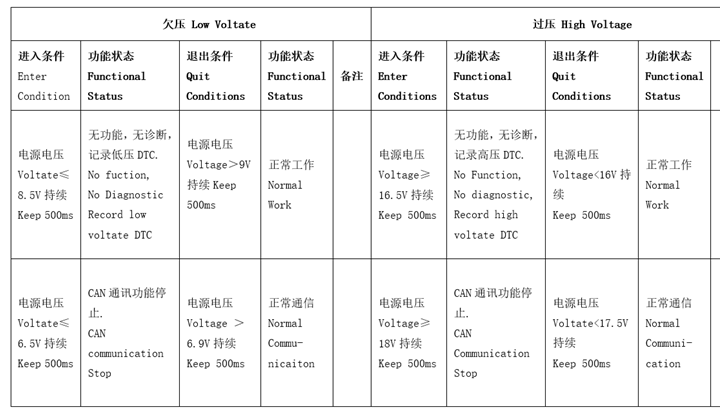 欠压 Low Voltate
过压 High Voltage
进入条件
Enter
Condition
功能状态
Functional
Status
退出条件
Quit
Conditions
功能状态
Functional
Status
备注
进入条件
Enter
Conditions
功能状态
Functional
Status
退出条件
Quit
Conditions
功能状态
Functional
Status
电源电压
Voltate≤
8.5V 持续
Keep 500ms
无功能，无诊断，
记录低压 DTC.
No fuction,
No Diagnostic
Record low
voltate DTC
电源电压
Voltage＞9V
持续 Keep
500ms
正常工作
Normal
Work
电源电压
Voltage≥
16.5V 持续
Keep 500ms
无功能，无诊断，
记录高压 DTC.
No Function,
No diagnostic,
Record high
voltate DTC
电源电压
Voltage<16V 持
续
Keep 500ms
正常工作
Normal
Work
电源电压
Voltate≤
6.5V 持续
Keep 500ms
CAN 通讯功能停
止.
CAN
communication
Stop
电源电压
Voltage ＞
6.9V 持续
Keep 500ms
正常通信
Normal
Commu-
nicaiton
电源电压
Voltage≥
18V 持续
Keep 500ms
CAN 通讯功能停
止.
CAN
communication
Stop
电源电压
Voltate<17.5V
持续
Keep 500ms
正常通信
Normal
Communi-
cation